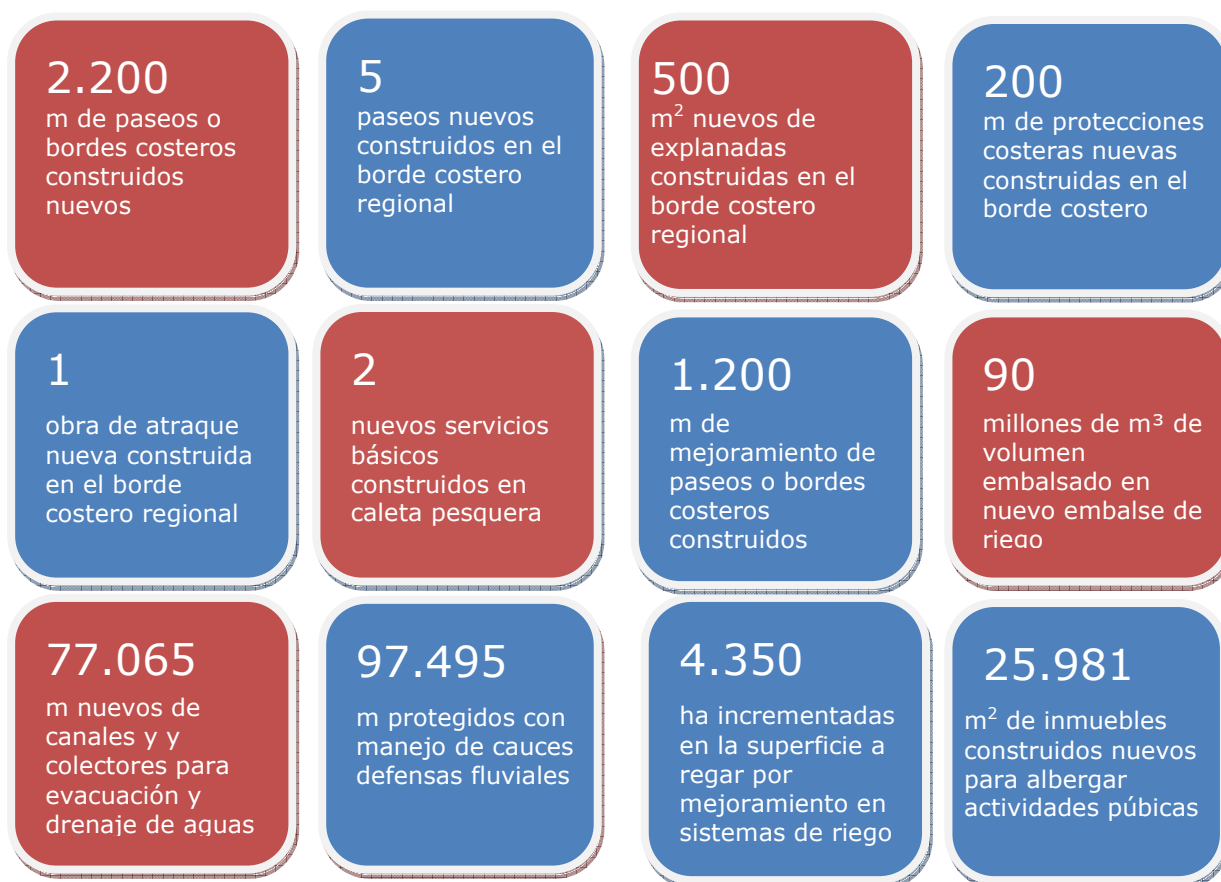 2.200
m de paseos o
bordes costeros
construidos
nuevos
5
paseos nuevos
construidos en el
borde costero
regional
500
m² nuevos de
explanadas
construidas en el
borde costero
regional
200
m de protecciones
costeras nuevas
construidas en el
borde costero
1
obra de atraque
nueva construida
en el borde
costero regional
2
nuevos servicios
básicos
construidos en
caleta pesquera
1.200
m de
mejoramiento de
paseos o bordes
costeros
construidos
90
millones de m³ de
volumen
embalsado en
nuevo embalse de
riego
77.065
m nuevos de
canales y y
colectores para
evacuación y
drenaje de aguas
97.495
m protegidos con
manejo de cauces
defensas fluviales
4.350
ha incrementadas
en la superficie a
regar por
mejoramiento en
sistemas de riego
25.981
m² de inmuebles
construidos nuevos
para albergar
actividades púbicas